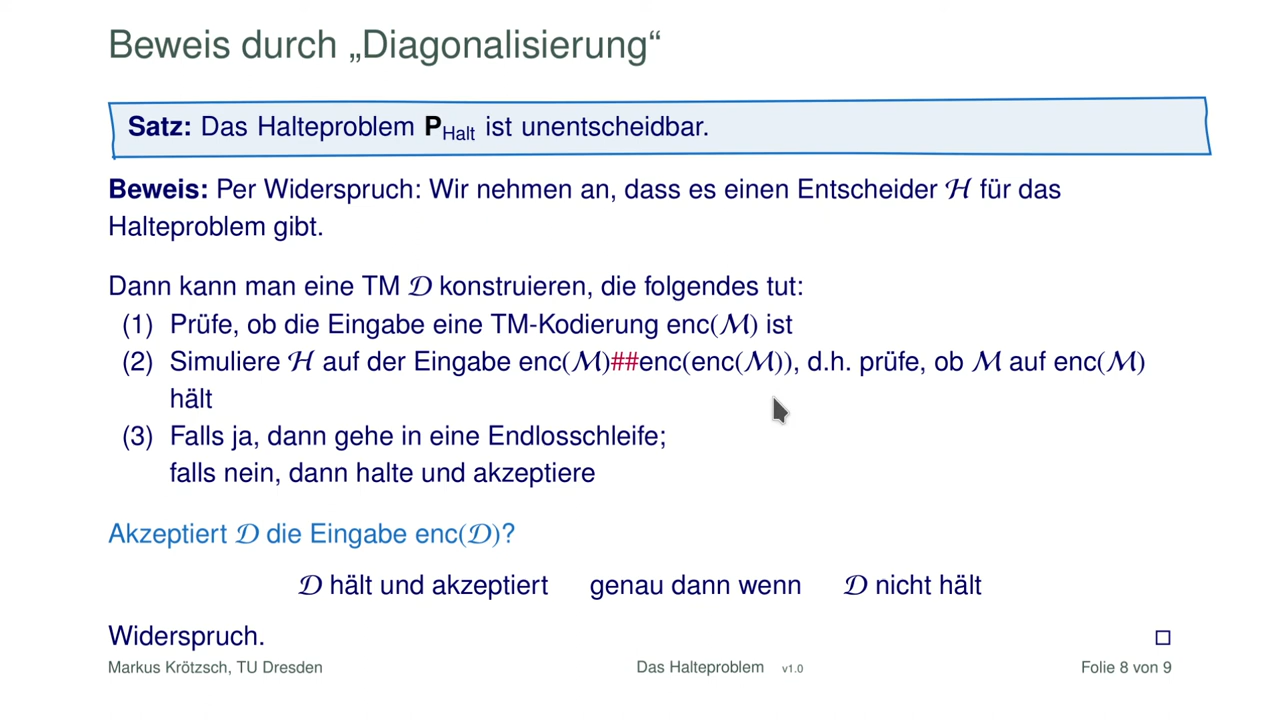 Beweis durch „Diagonalisierung“
Satz: Das Halteproblem P_Halt ist unentscheidbar.
Beweis: Per Widerspruch: Wir nehmen an, dass es einen Entscheider ℋ für das
Halteproblem gibt.
Dann kann man eine TM 𝒟 konstruieren, die folgendes tut:
(1) Prüfe, ob die Eingabe eine TM-Kodierung enc(ℳ) ist
(2) Simuliere ℋ auf der Eingabe enc(ℳ)##enc(enc(ℳ)), d.h. prüfe, ob ℳ auf enc(ℳ)
hält
(3) Falls ja, dann gehe in eine Endlosschleife;
falls nein, dann halte und akzeptiere
Akzeptiert 𝒟 die Eingabe enc(𝒟)?
𝒟 hält und akzeptiert genau dann wenn 𝒟 nicht hält
Widerspruch. □
Markus Krötzsch, TU Dresden Das Halteproblem v1.0 Folie 8 von 9